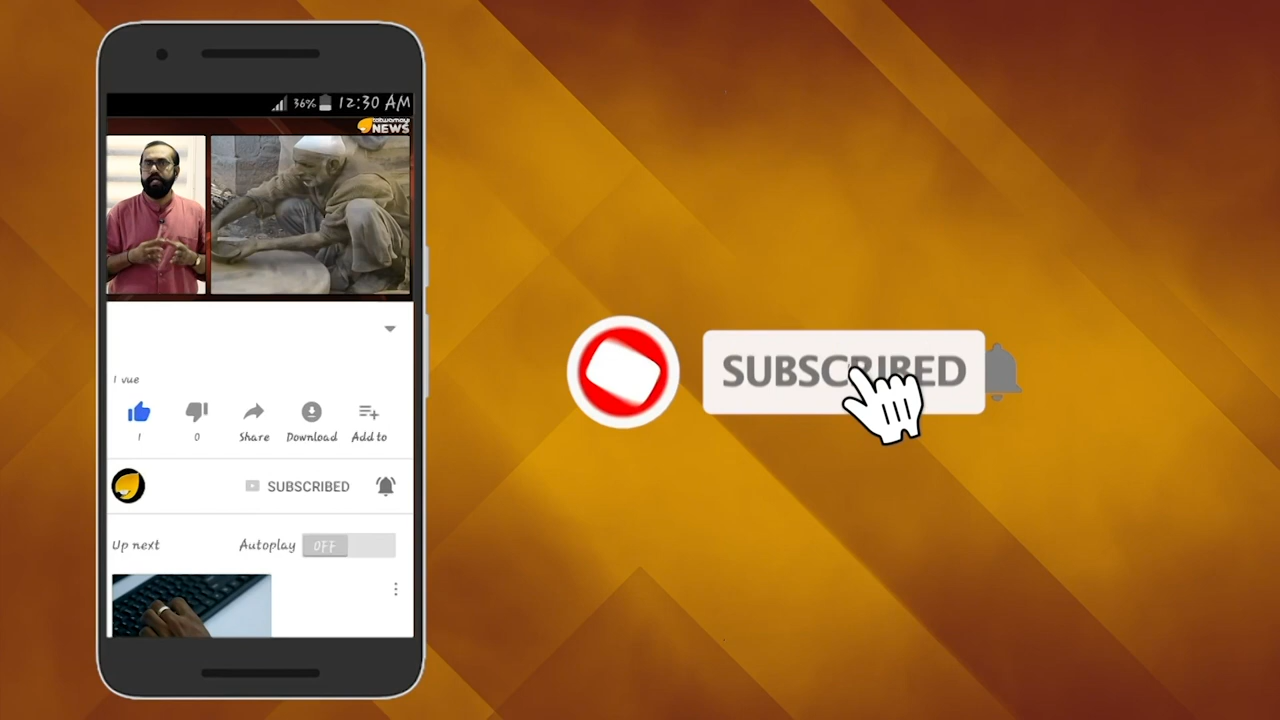 36% 12:30 AM
tatwamayi
NEWS
1 vue
1
0
Share
Download
Add to
SUBSCRIBED
Up next
Autoplay
OFF
SUBSCRIBED